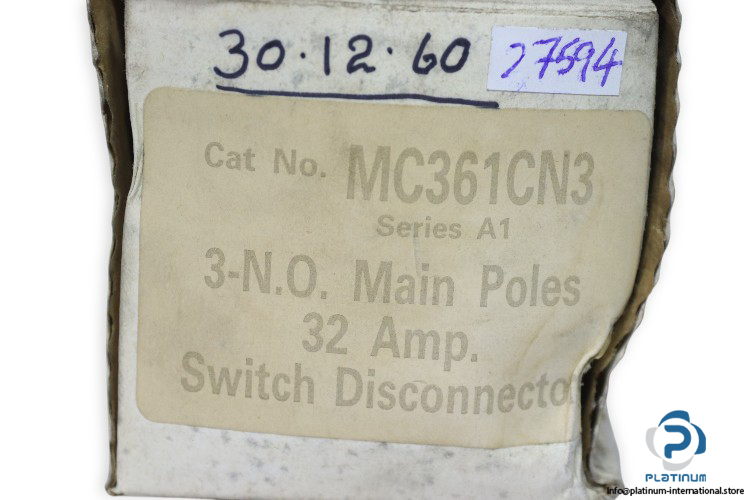 30.12.60
27594
Cat No. MC361CN3
Series A1
3-N.O. Main Poles
32 Amp.
Switch Disconnector
PLATINUM
info@platinum-international.store